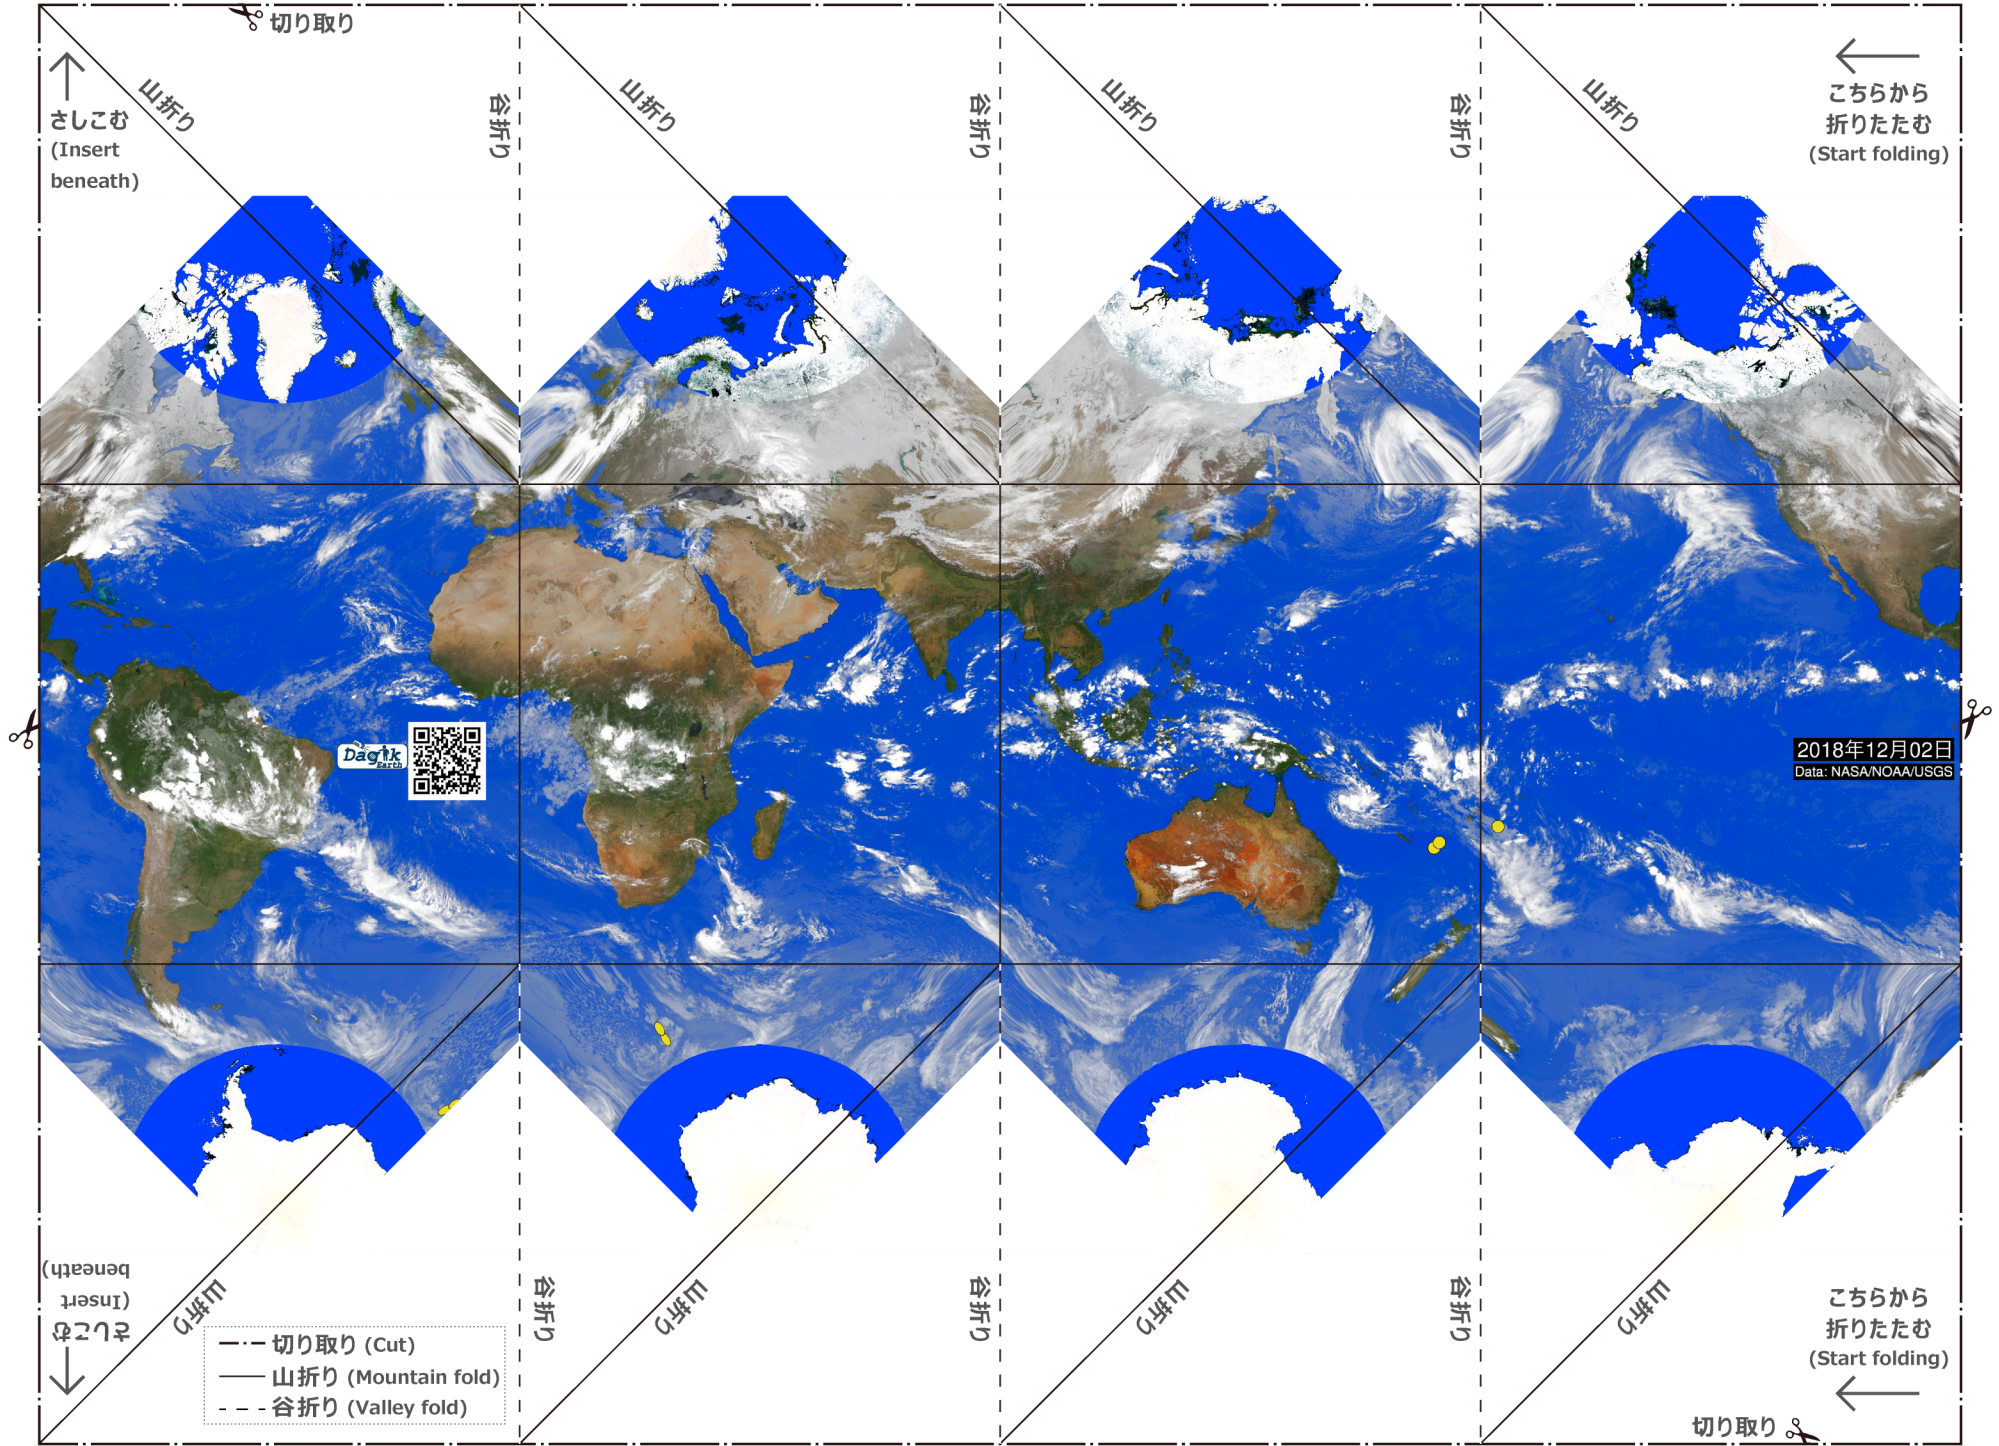 切り取り
さしこむ
(Insert
beneath)
山折り
谷折り
山折り
谷折り
山折り
谷折り
山折り
こちらから
折りたたむ
(Start folding)
Dagik
Earth
2018年12月02日
Data: NASA/NOAA/USGS
さしこむ
(Insert
beneath)
山折り
谷折り
山折り
谷折り
山折り
谷折り
山折り
こちらから
折りたたむ
(Start folding)
切り取り (Cut)
山折り (Mountain fold)
谷折り (Valley fold)
切り取り